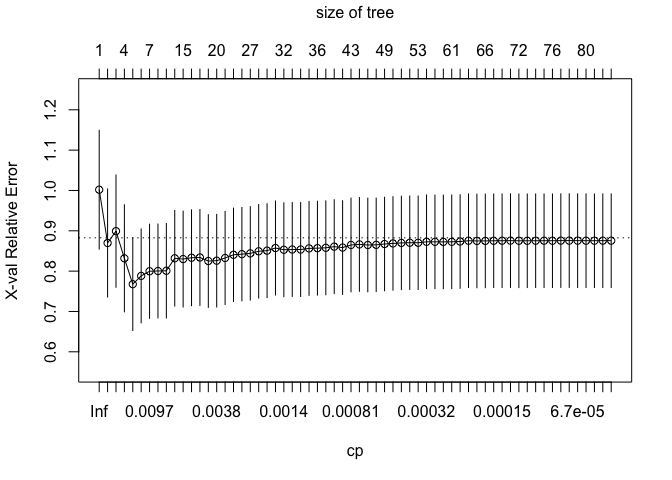 size of tree
1 4 7 15 20 27 32 36 43 49 53 61 66 72 76 80
X-val Relative Error
1.2
1.1
1.0
0.9
0.8
0.7
0.6
Inf 0.0097 0.0038 0.0014 0.00081 0.00032 0.00015 6.7e-05
cp